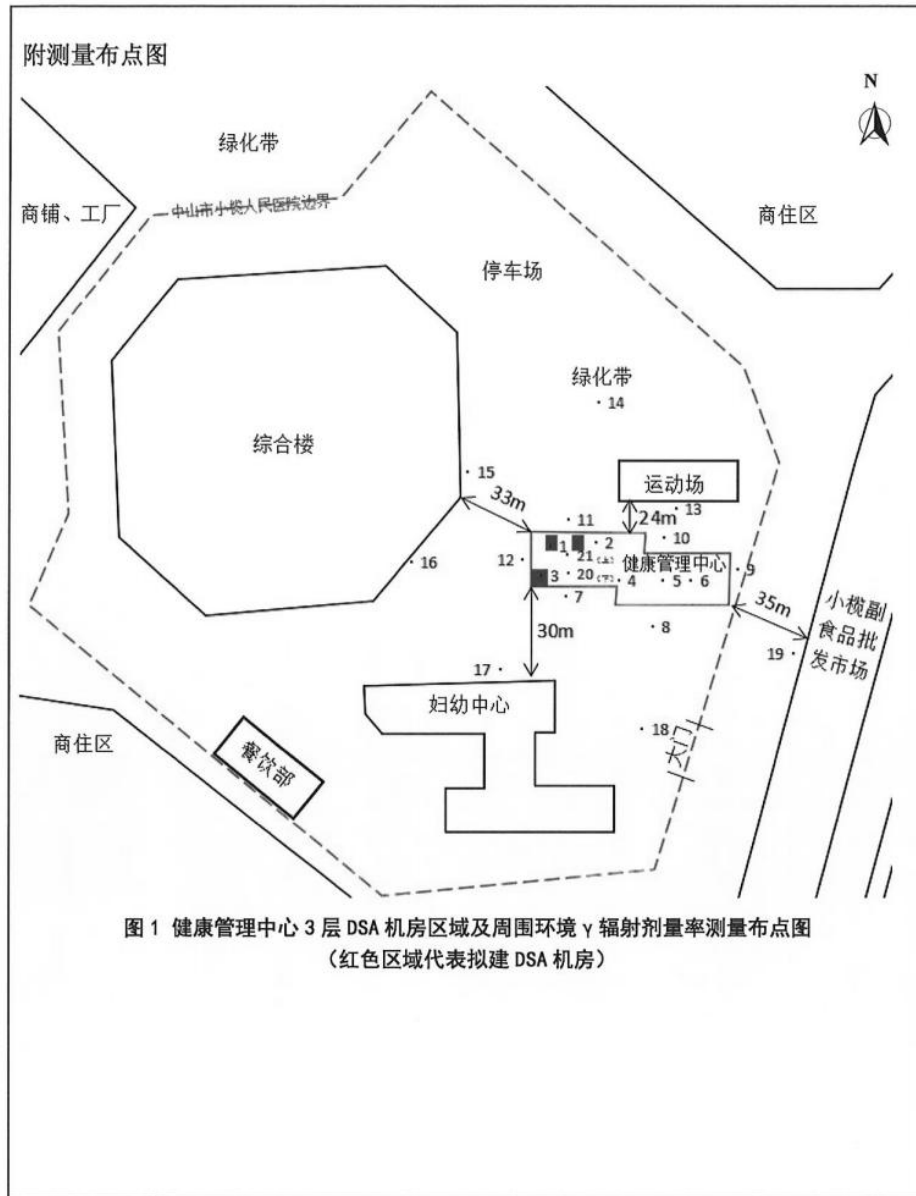 附测量布点图
N
绿化带
中山市小榄人民医院边界
商铺、工厂
商住区
停车场
绿化带
14
综合楼
15
运动场
33m
13
24m
11
10
1
2
12
21（上）
健康管理中心
9
16
3
20（下）
4
5
6
7
35m
小榄副
食品批
发市场
30m
8
19
17
妇幼中心
18
大门
商住区
餐饮部
图 1 健康管理中心 3 层 DSA 机房区域及周围环境 γ 辐射剂量率测量布点图
（红色区域代表拟建 DSA 机房）